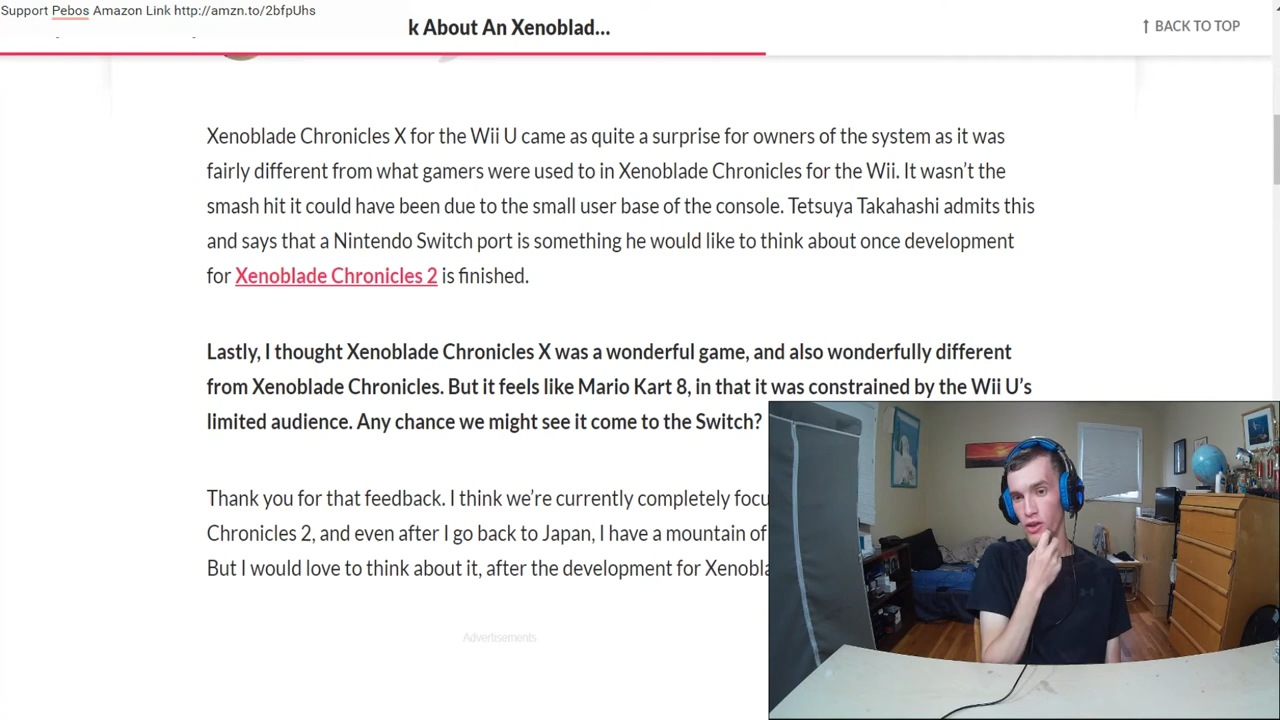 Support Pebos Amazon Link http://amzn.to/2bfpUhs
k About An Xenoblad...
↑ BACK TO TOP
Xenoblade Chronicles X for the Wii U came as quite a surprise for owners of the system as it was
fairly different from what gamers were used to in Xenoblade Chronicles for the Wii. It wasn’t the
smash hit it could have been due to the small user base of the console. Tetsuya Takahashi admits this
and says that a Nintendo Switch port is something he would like to think about once development
for Xenoblade Chronicles 2 is finished.
Lastly, I thought Xenoblade Chronicles X was a wonderful game, and also wonderfully different
from Xenoblade Chronicles. But it feels like Mario Kart 8, in that it was constrained by the Wii U’s
limited audience. Any chance we might see it come to the Switch?
Thank you for that feedback. I think we’re currently completely focu
Chronicles 2, and even after I go back to Japan, I have a mountain of
But I would love to think about it, after the development for Xenobla
Advertisements